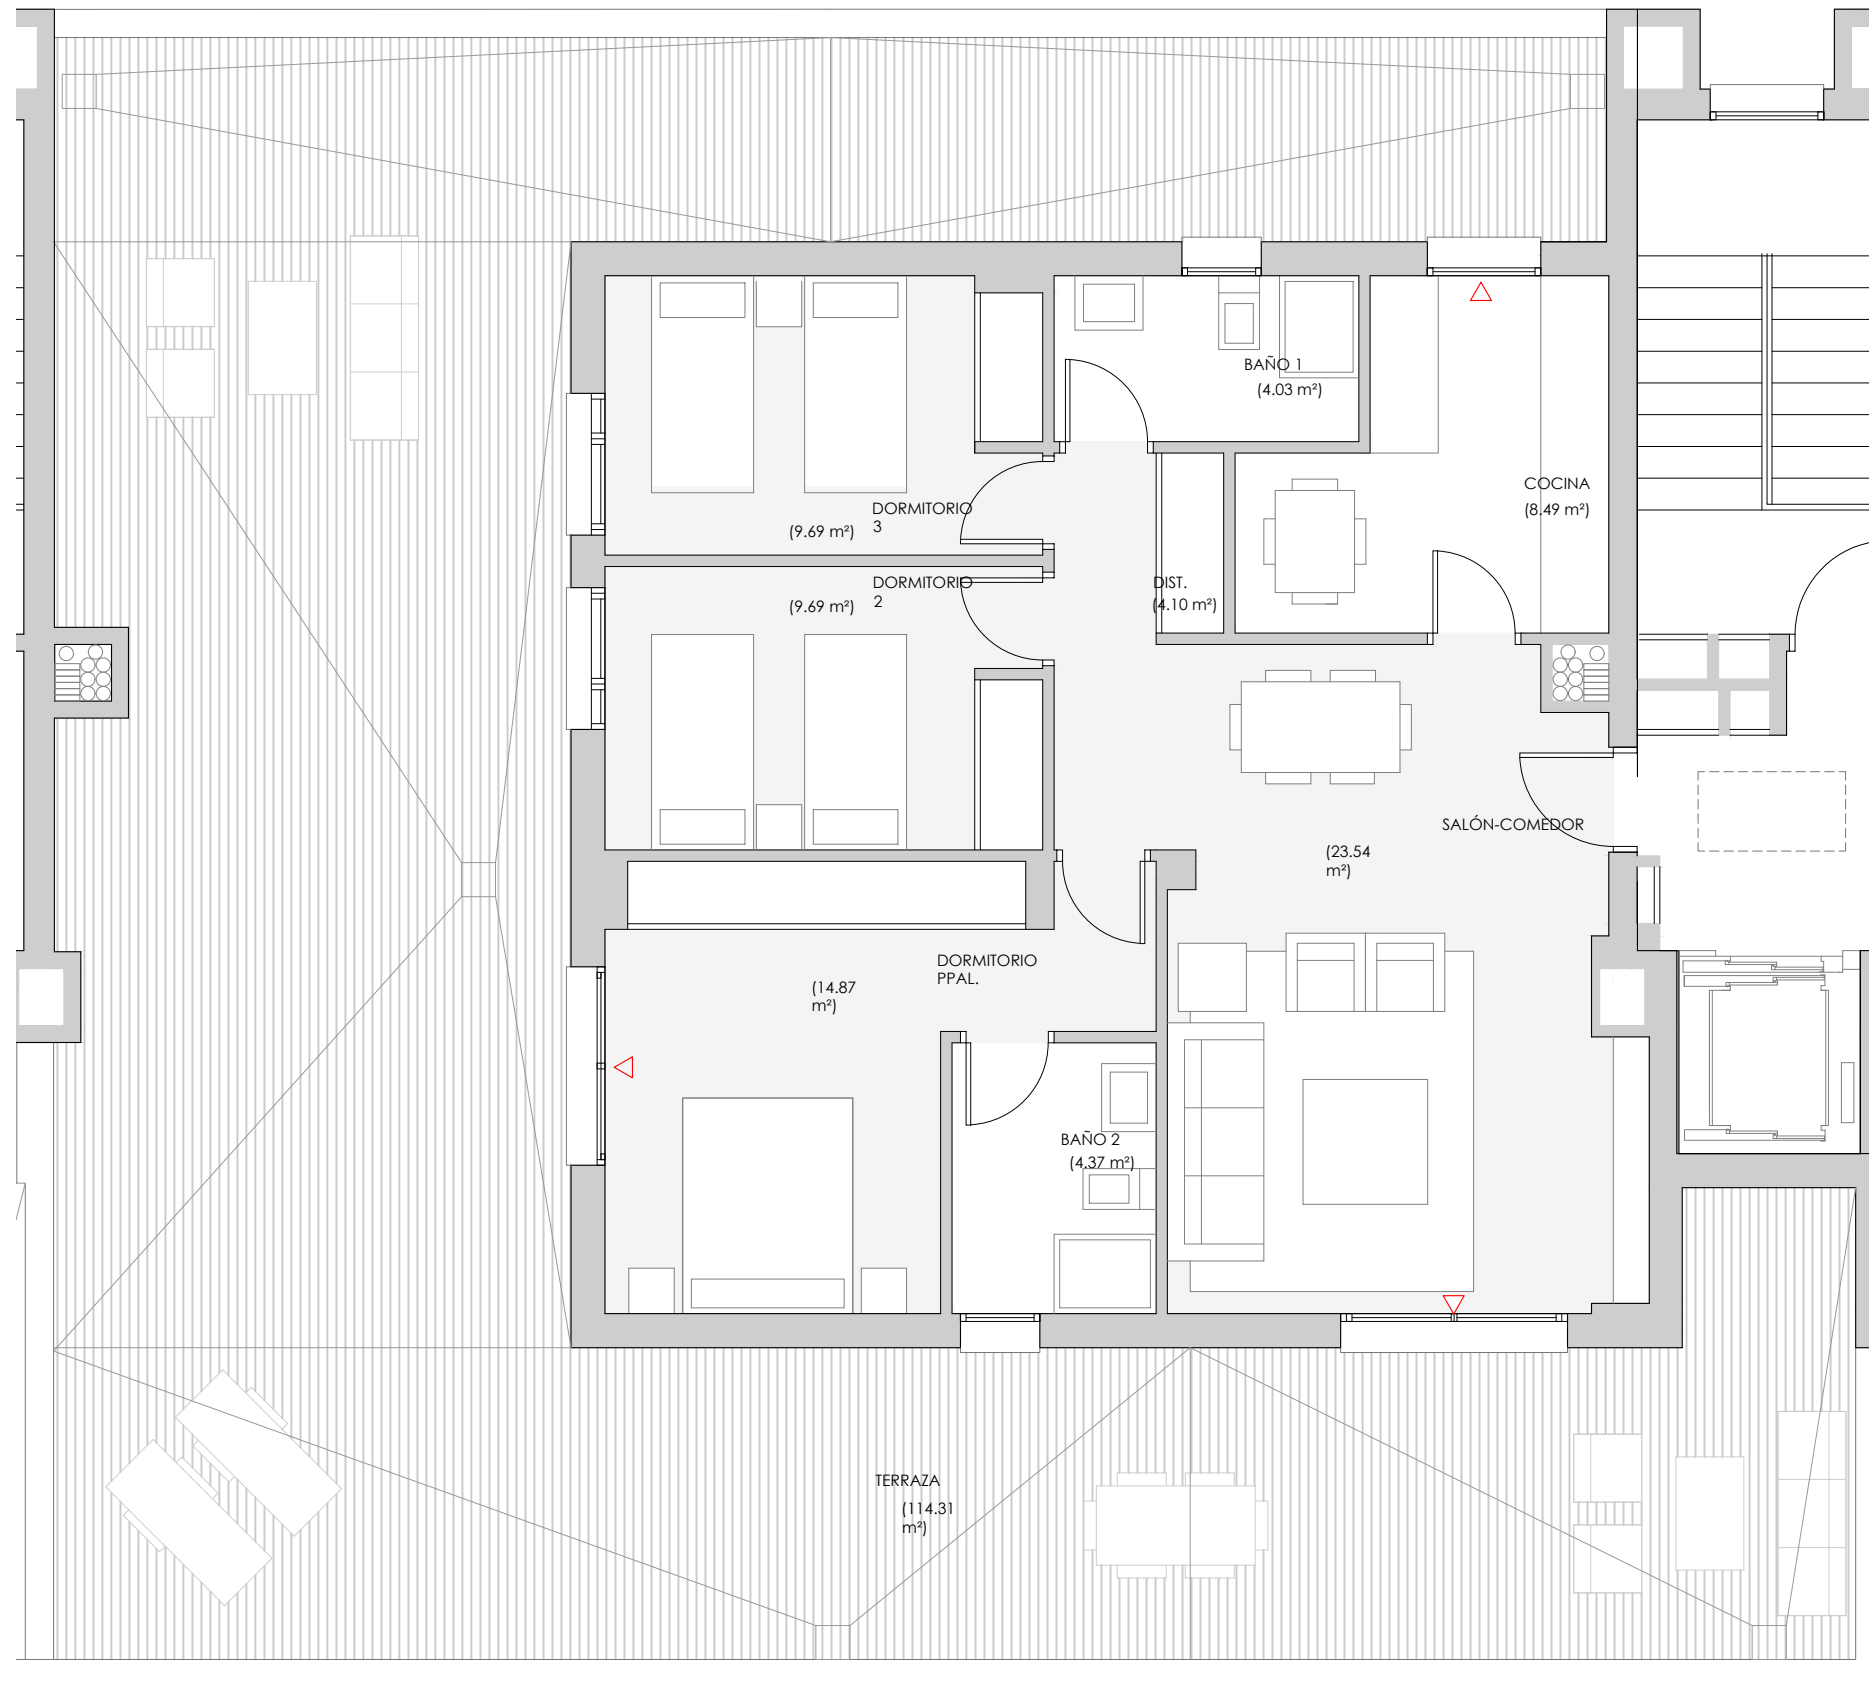 BAÑO 1
(4.03 m²)
COCINA
(8.49 m²)
DORMITORIO
3
(9.69 m²)
DORMITORIO
2
(9.69 m²)
DIST.
(4.10 m²)
SALÓN-COMEDOR
(23.54
m²)
DORMITORIO
PPAL.
(14.87
m²)
BAÑO 2
(4.37 m²)
TERRAZA
(114.31
m²)